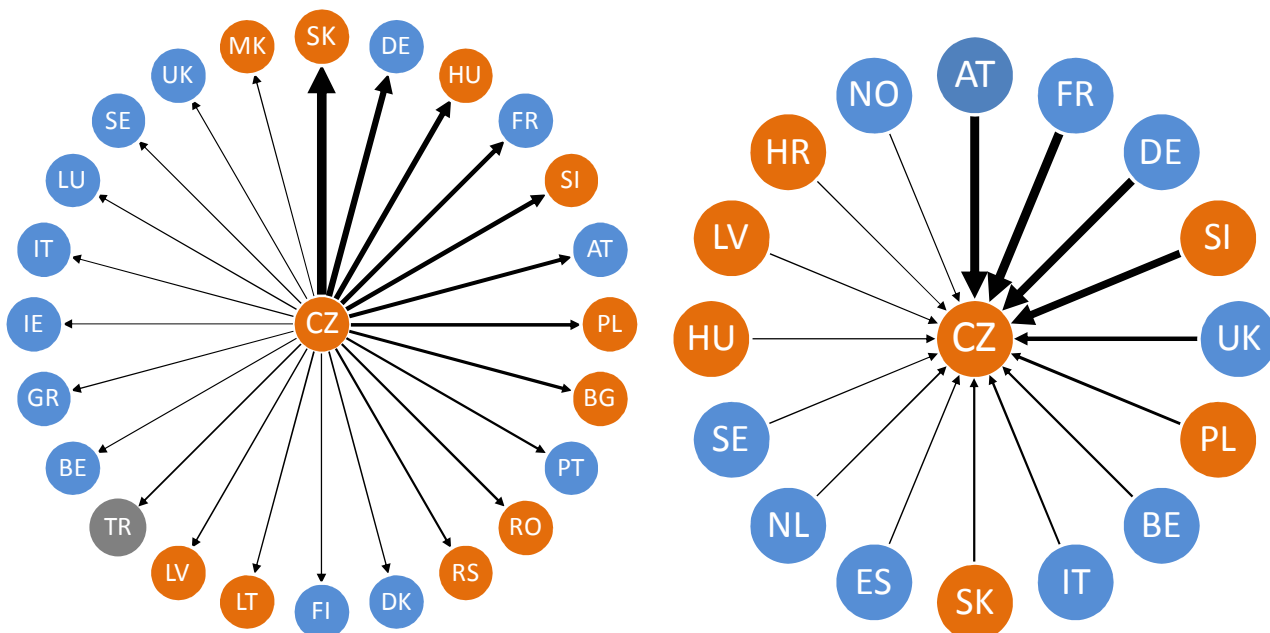 SK
DE
HU
FR
SI
AT
PL
BG
PT
RO
RS
DK
FI
LT
LV
TR
BE
GR
IE
IT
LU
SE
UK
MK
CZ
AT
FR
DE
SI
UK
PL
BE
IT
SK
ES
NL
SE
HU
LV
HR
NO
CZ